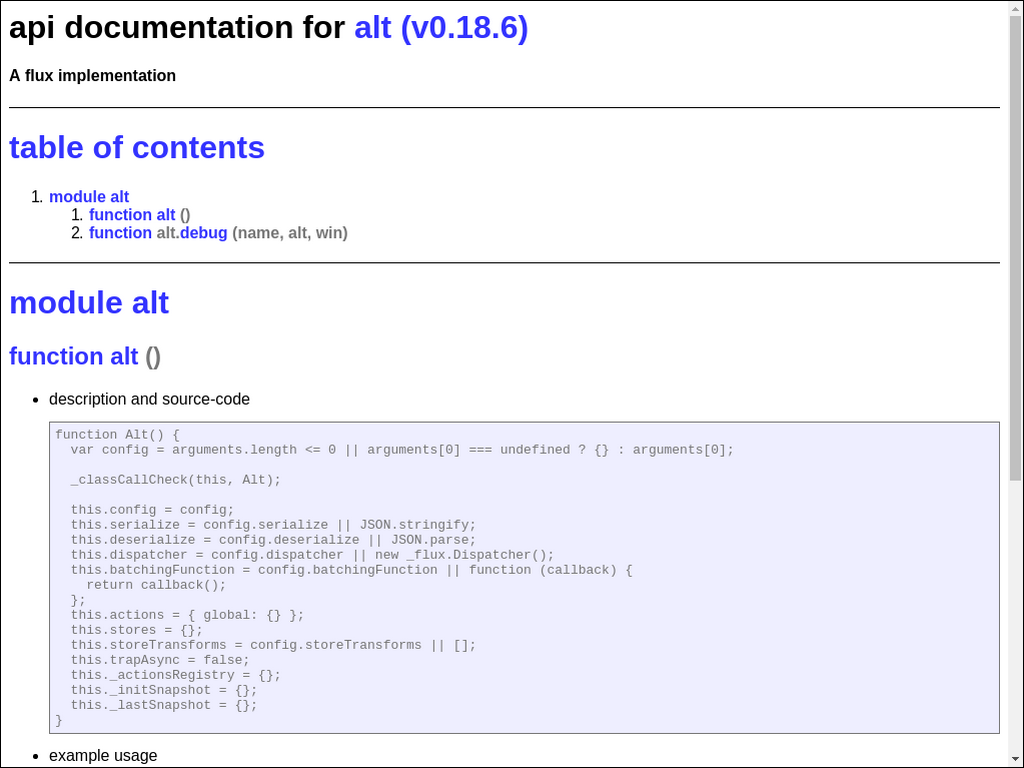 api documentation for alt (v0.18.6)
A flux implementation
table of contents
1. module alt
1. function alt ()
2. function alt.debug (name, alt, win)
module alt
function alt ()
• description and source-code
function Alt() {
  var config = arguments.length <= 0 || arguments[0] === undefined ? {} : arguments[0];

  _classCallCheck(this, Alt);

  this.config = config;
  this.serialize = config.serialize || JSON.stringify;
  this.deserialize = config.deserialize || JSON.parse;
  this.dispatcher = config.dispatcher || new _flux.Dispatcher();
  this.batchingFunction = config.batchingFunction || function (callback) {
    return callback();
  };
  this.actions = { global: {} };
  this.stores = {};
  this.storeTransforms = config.storeTransforms || [];
  this.trapAsync = false;
  this._actionsRegistry = {};
  this._initSnapshot = {};
  this._lastSnapshot = {};
}
• example usage